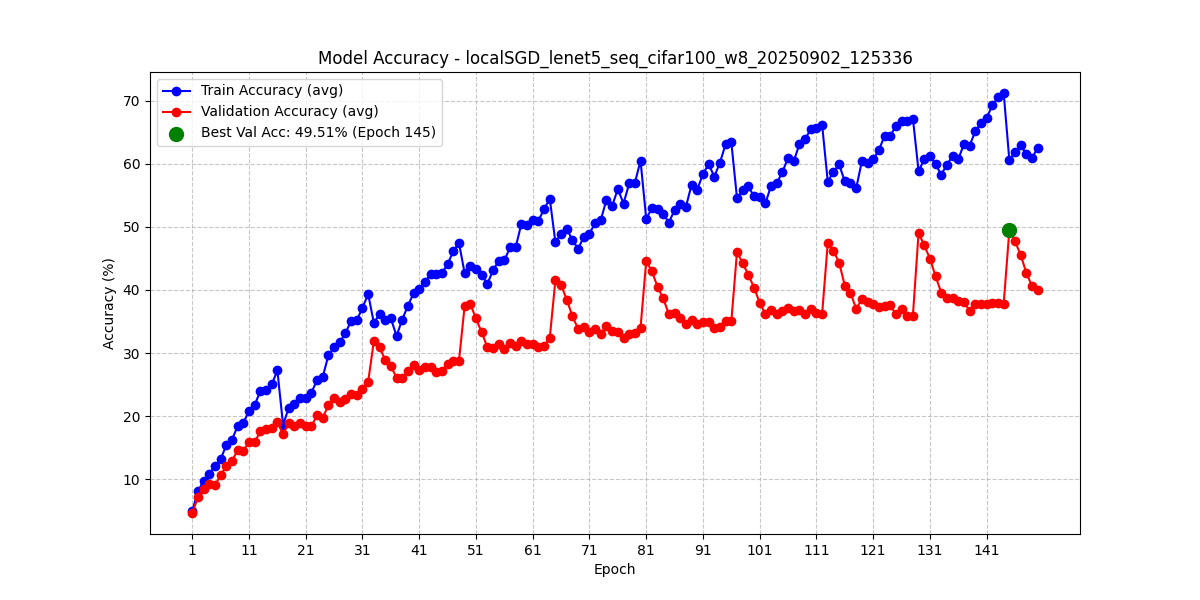 Model Accuracy - localSGD_lenet5_seq_cifar100_w8_20250902_125336
Train Accuracy (avg)
Validation Accuracy (avg)
Best Val Acc: 49.51% (Epoch 145)
Accuracy (%)
70
60
50
40
30
20
10
1 11 21 31 41 51 61 71 81 91 101 111 121 131 141
Epoch